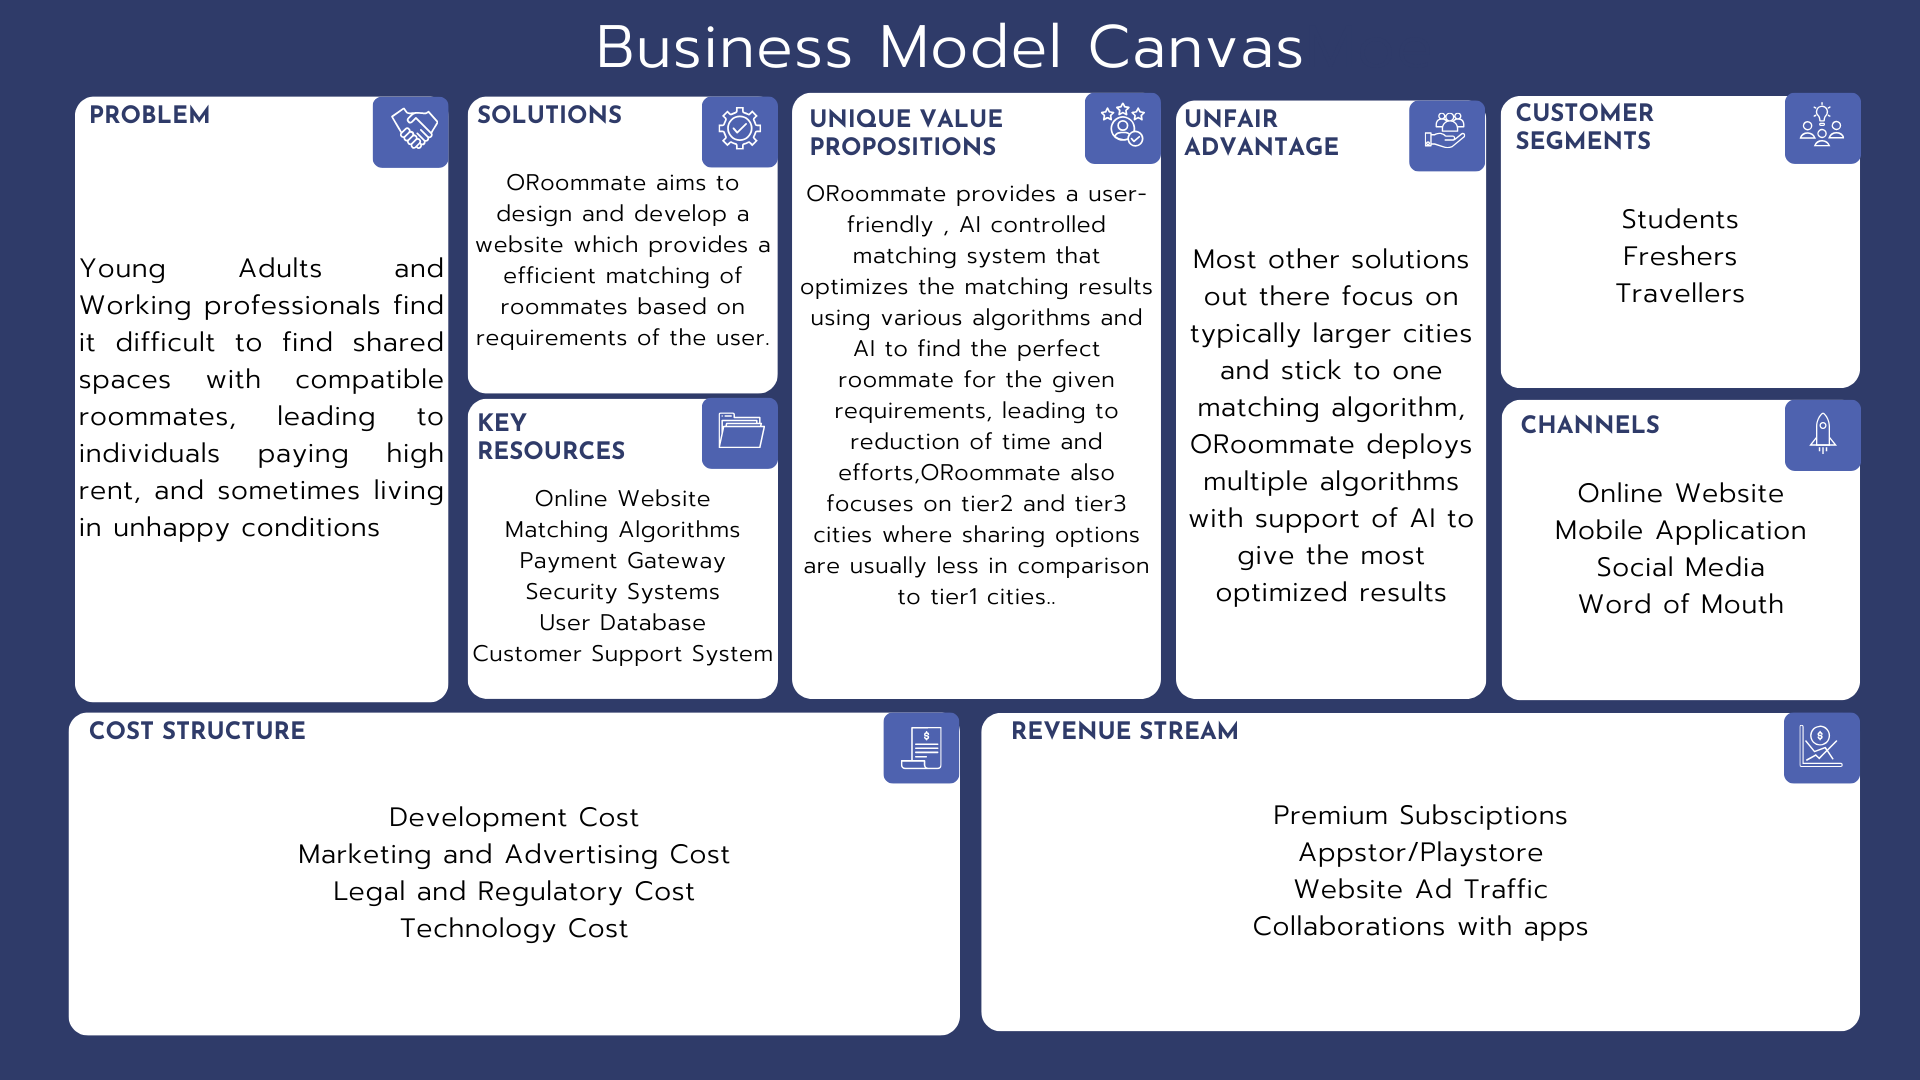 Business Model Canvas
PROBLEM
Young Adults and
Working professionals find
it difficult to find shared
spaces with compatible
roommates, leading to
individuals paying high
rent, and sometimes living
in unhappy conditions
SOLUTIONS
ORoommate aims to
design and develop a
website which provides a
efficient matching of
roommates based on
requirements of the user.
KEY
RESOURCES
Online Website
Matching Algorithms
Payment Gateway
Security Systems
User Database
Customer Support System
UNIQUE VALUE
PROPOSITIONS
ORoommate provides a user-
friendly , AI controlled
matching system that
optimizes the matching results
using various algorithms and
AI to find the perfect
roommate for the given
requirements, leading to
reduction of time and
efforts,ORoommate also
focuses on tier2 and tier3
cities where sharing options
are usually less in comparison
to tier1 cities..
UNFAIR
ADVANTAGE
Most other solutions
out there focus on
typically larger cities
and stick to one
matching algorithm,
ORoommate deploys
multiple algorithms
with support of AI to
give the most
optimized results
CUSTOMER
SEGMENTS
Students
Freshers
Travellers
CHANNELS
Online Website
Mobile Application
Social Media
Word of Mouth
COST STRUCTURE
Development Cost
Marketing and Advertising Cost
Legal and Regulatory Cost
Technology Cost
REVENUE STREAM
Premium Subsciptions
Appstor/Playstore
Website Ad Traffic
Collaborations with apps